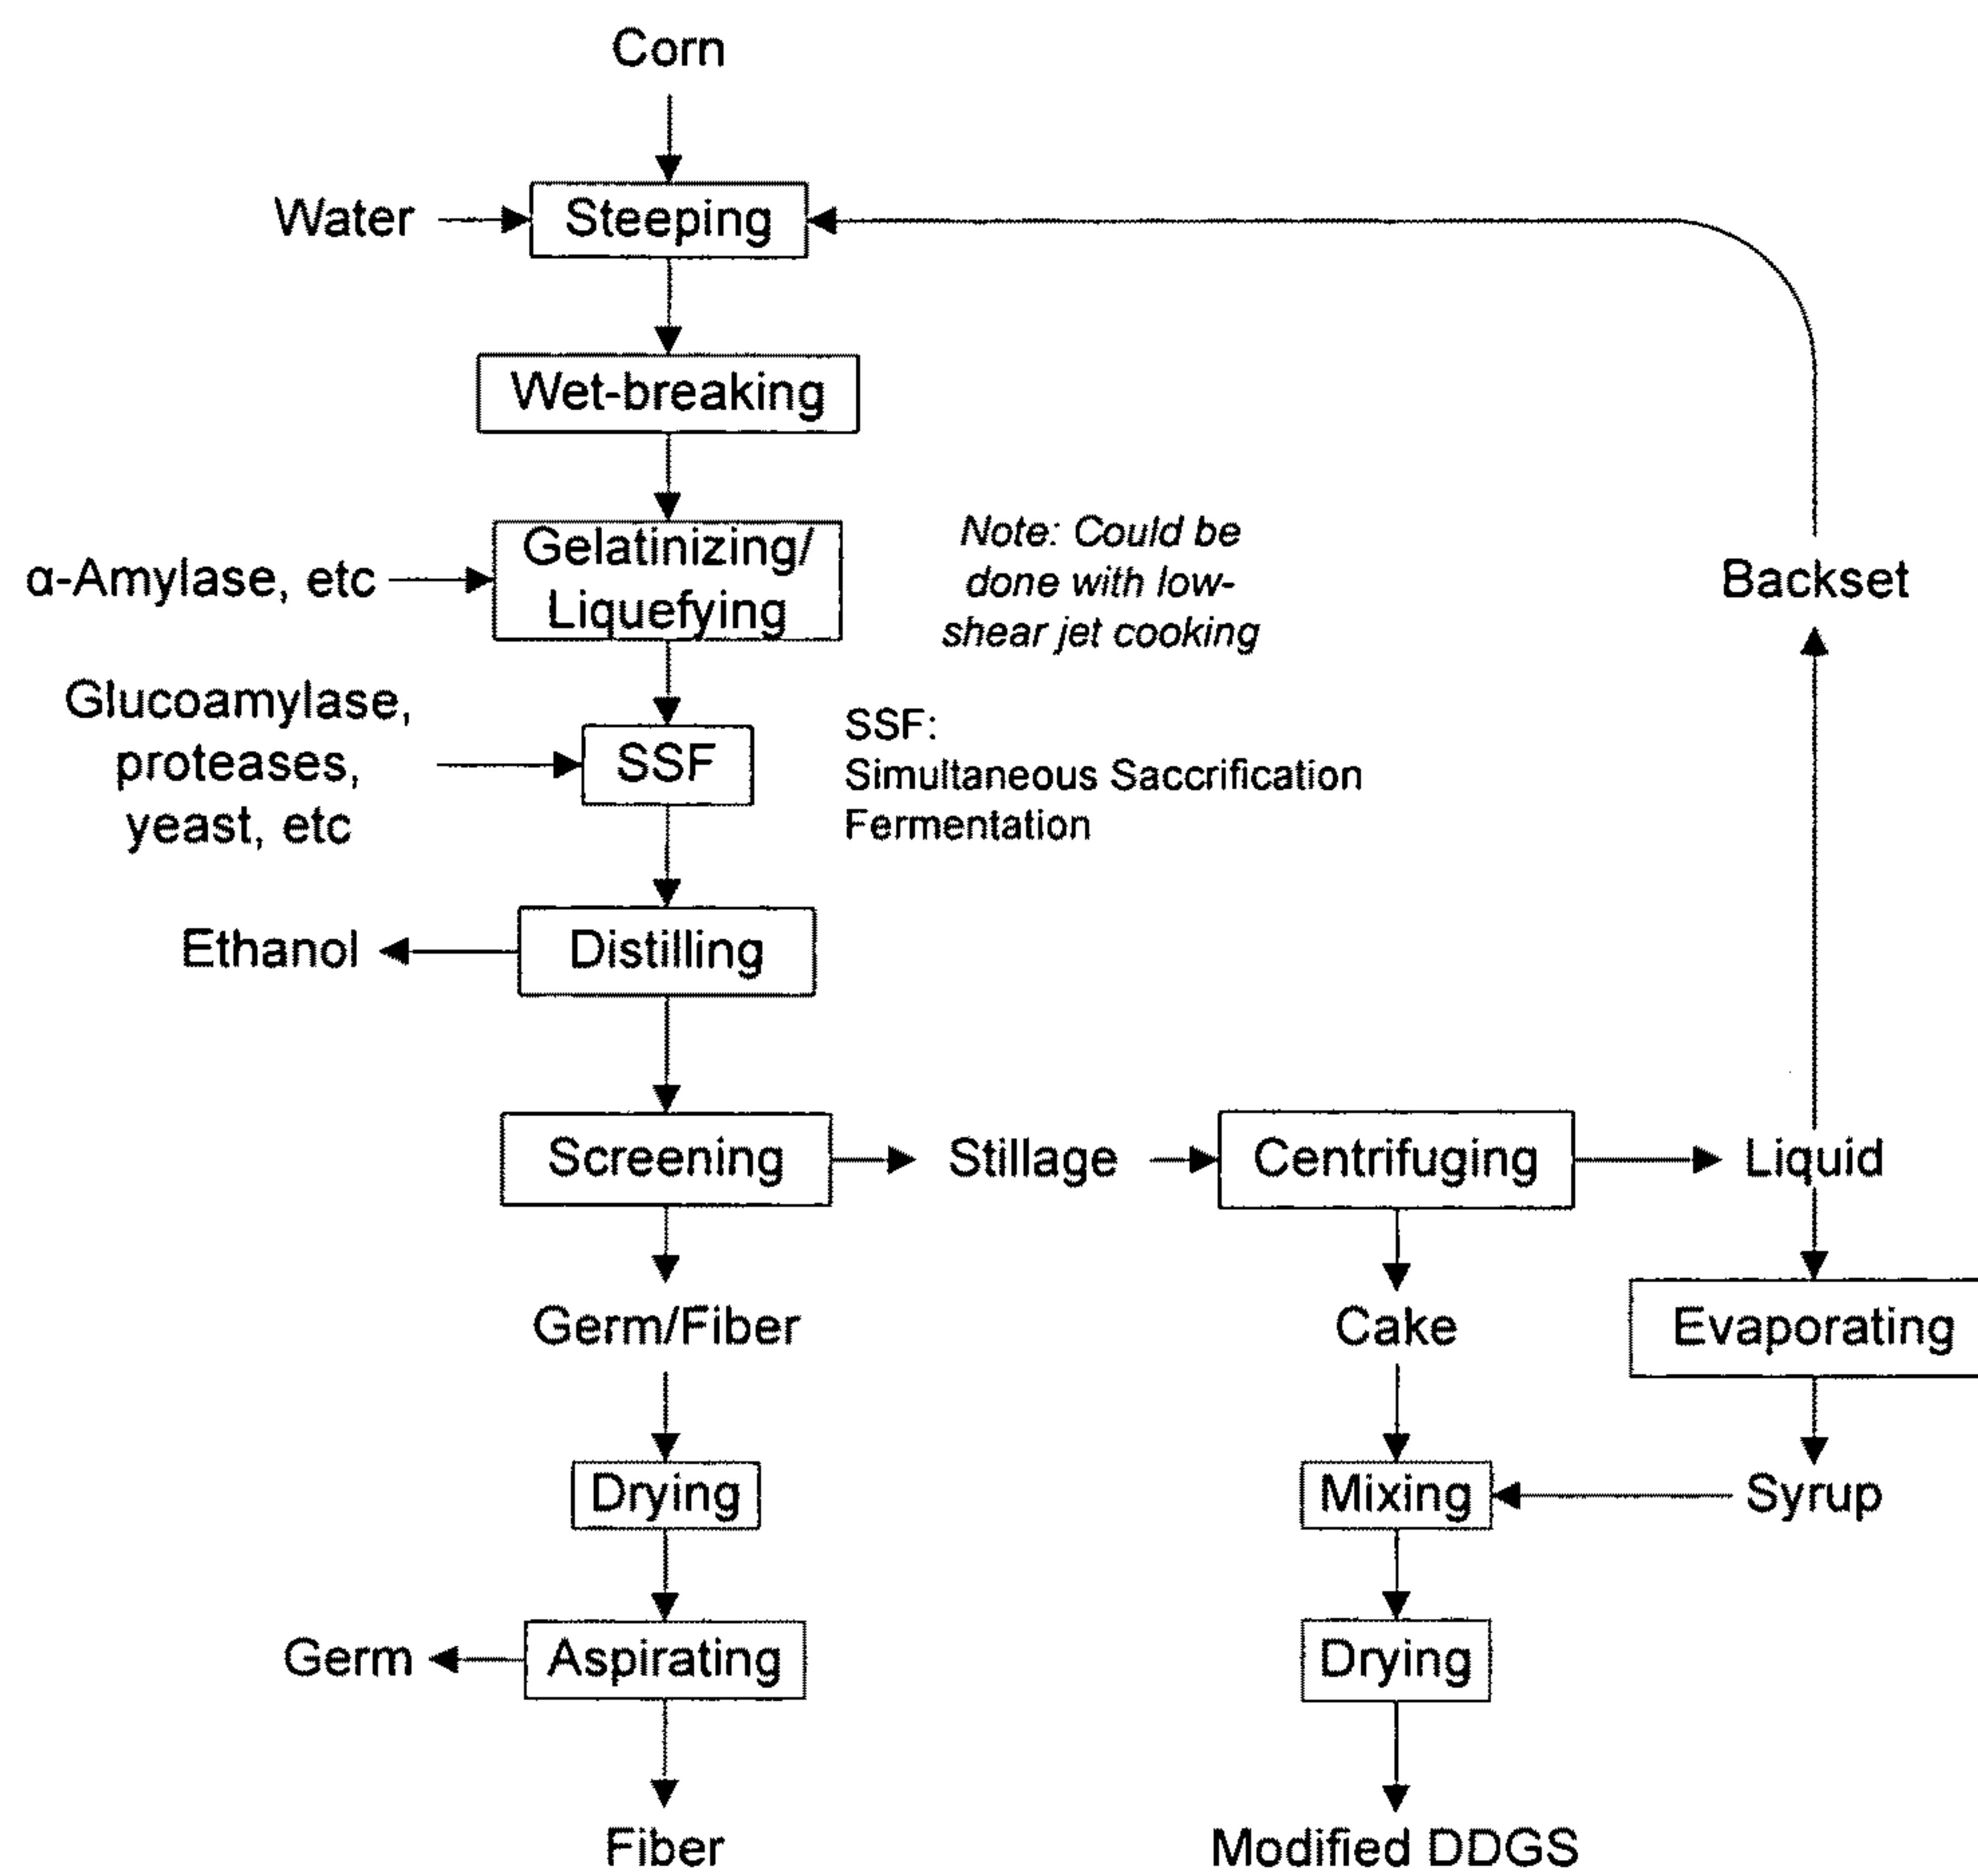 Corn
Water
Steeping
Wet-breaking
α-Amylase, etc
Gelatinizing/
Liquefying
Note: Could be
done with low-
shear jet cooking
Backset
Glucoamylase,
proteases,
yeast, etc
SSF
SSF:
Simultaneous Saccrification
Fermentation
Ethanol
Distilling
Screening
Stillage
Centrifuging
Liquid
Germ/Fiber
Cake
Evaporating
Drying
Mixing
Syrup
Germ
Aspirating
Drying
Fiber
Modified DDGS